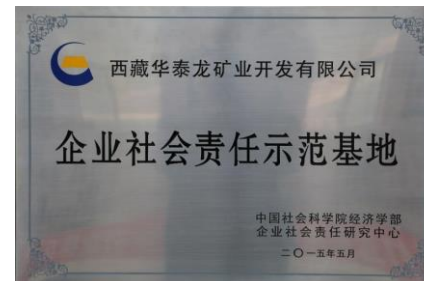 西藏华泰龙矿业开发有限公司
企业社会责任示范基地
中国社会科学院经济学部
企业社会责任研究中心
二〇一五年五月